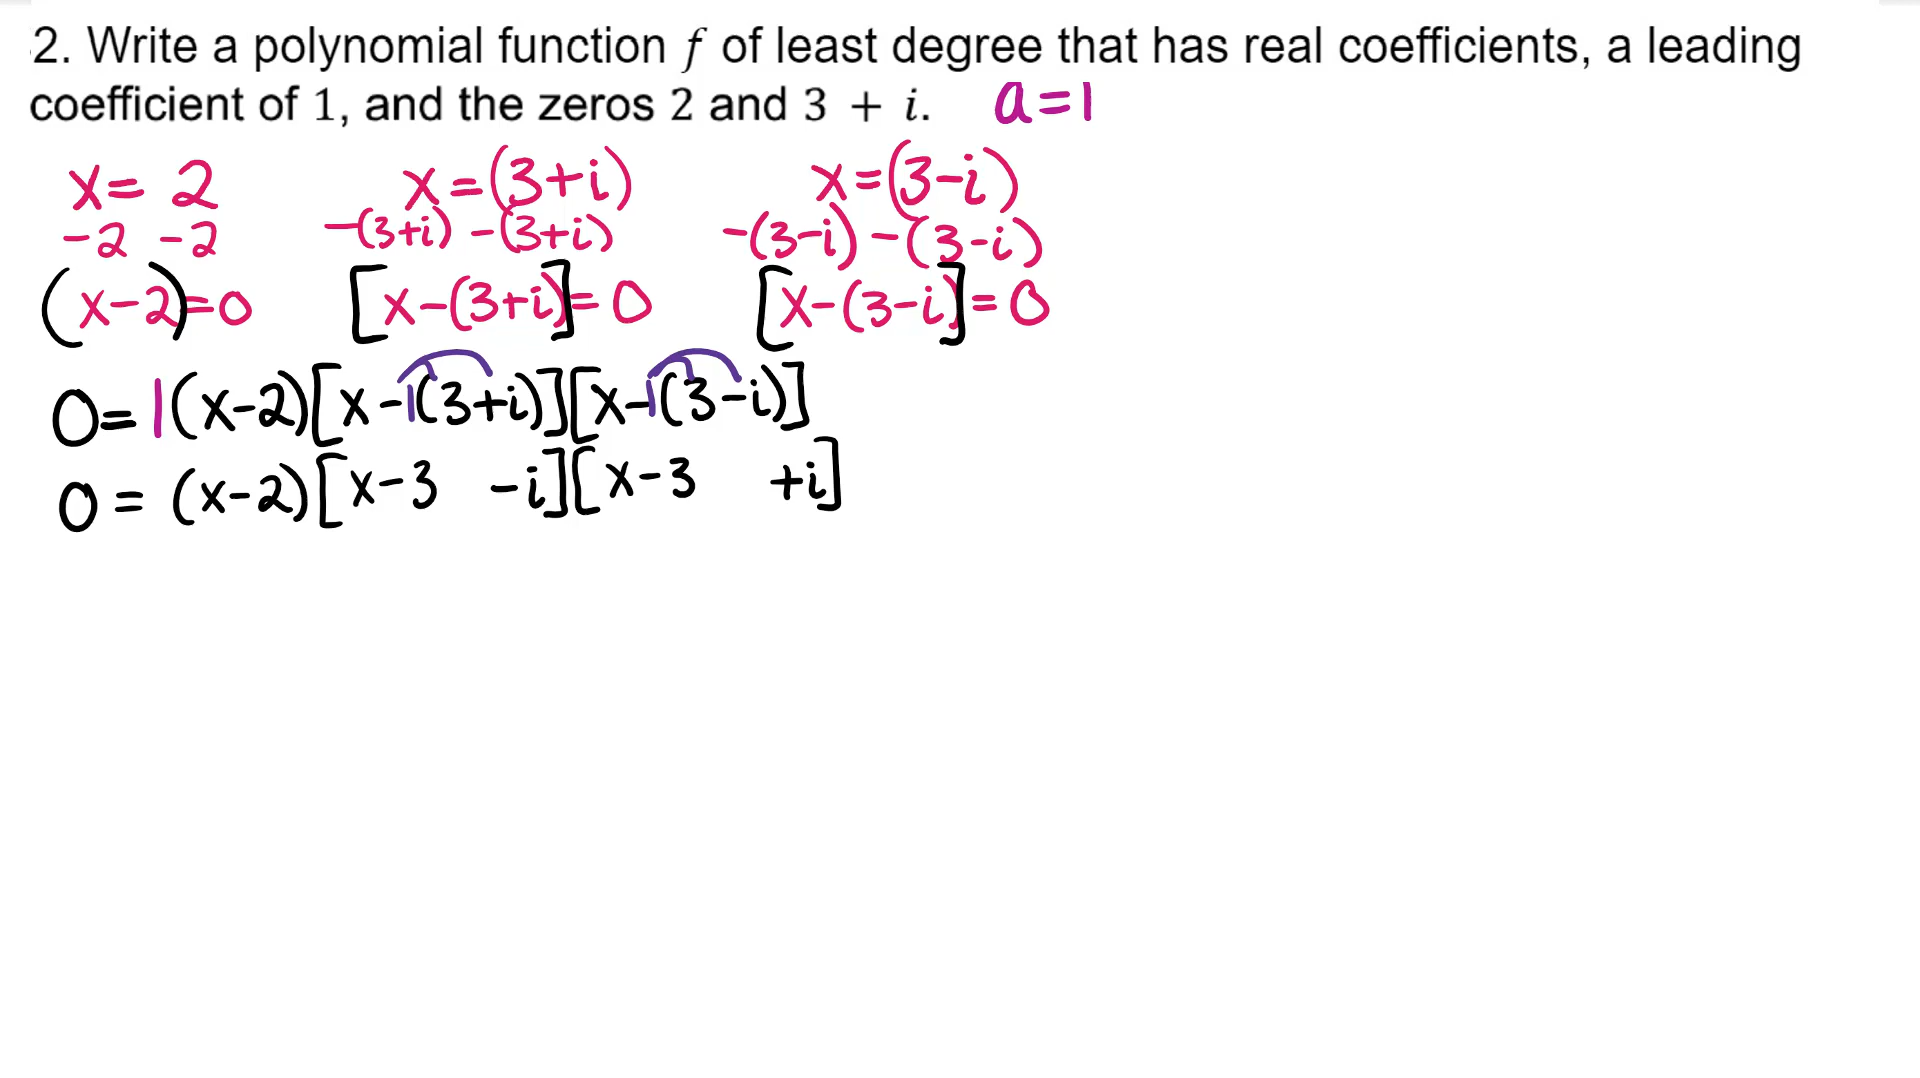 2. Write a polynomial function f of least degree that has real coefficients, a leading
coefficient of 1, and the zeros 2 and 3 + i. a=1
x= 2 x=(3+i) x=(3-i)
-2 -2 -(3+i) -(3+i) -(3-i) -(3-i)
(x-2)=0 [x-(3+i)]=0 [x-(3-i)]=0
0=1(x-2)[x-1(3+i)][x-1(3-i)]
0=(x-2)[x-3 -i][x-3 +i]